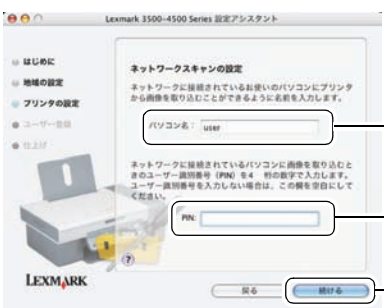 Lexmark 3500-4500 Series 設定アシスタント
はじめに
地域の設定
プリンタの設定
ユーザー登録
仕上げ
ネットワークスキャンの設定
ネットワークに接続されているお使いのパソコンにプリンタ
から画像を取り込むことができるように名前を入力します。
パソコン名： user
ネットワークに接続されているパソコンに画像を取り込むと
きのユーザー識別番号（PIN）を4 桁の数字で入力します。
ユーザー識別番号を入力しない場合は、この欄を空白にして
ください。
PIN:
?
LEXMARK
戻る
続ける